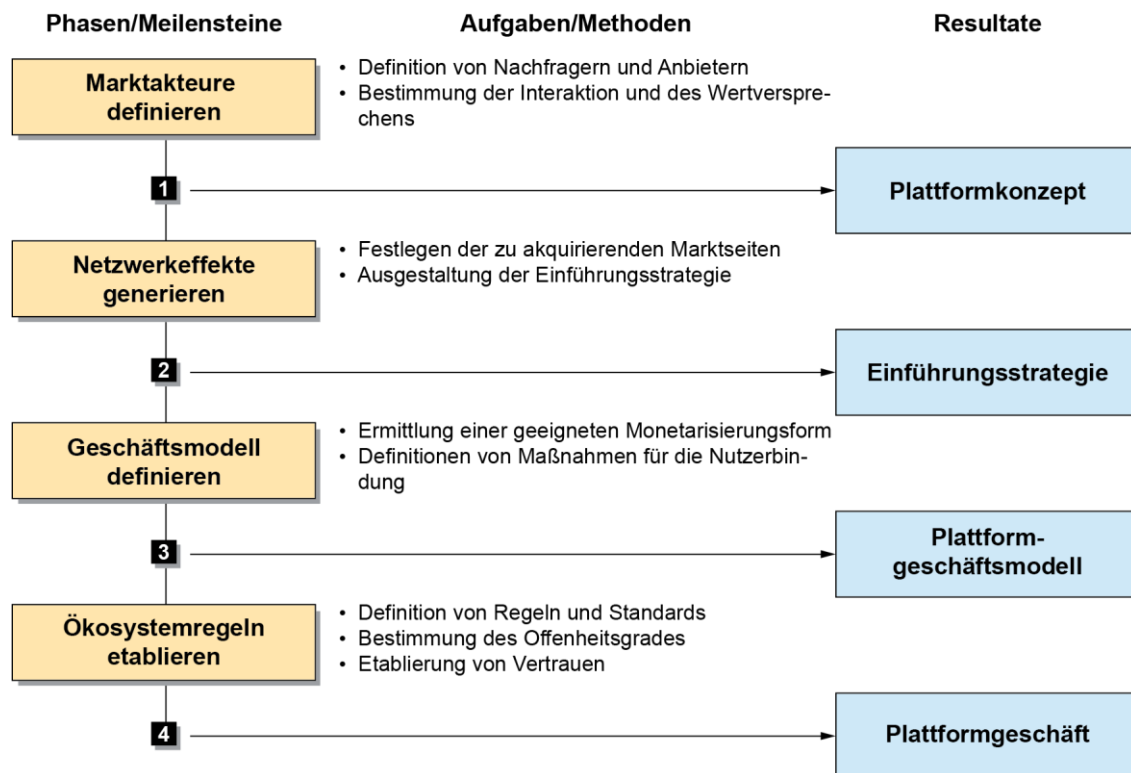 Phasen/Meilensteine
Aufgaben/Methoden
Resultate
Marktakteure
definieren
• Definition von Nachfragern und Anbietern
• Bestimmung der Interaktion und des Wertverspre-
chens
1
Plattformkonzept
Netzwerkeffekte
generieren
• Festlegen der zu akquirierenden Marktseiten
• Ausgestaltung der Einführungsstrategie
2
Einführungsstrategie
Geschäftsmodell
definieren
• Ermittlung einer geeigneten Monetarisierungsform
• Definitionen von Maßnahmen für die Nutzerbin-
dung
3
Plattform-
geschäftsmodell
Ökosystemregeln
etablieren
• Definition von Regeln und Standards
• Bestimmung des Offenheitsgrades
• Etablierung von Vertrauen
4
Plattformgeschäft